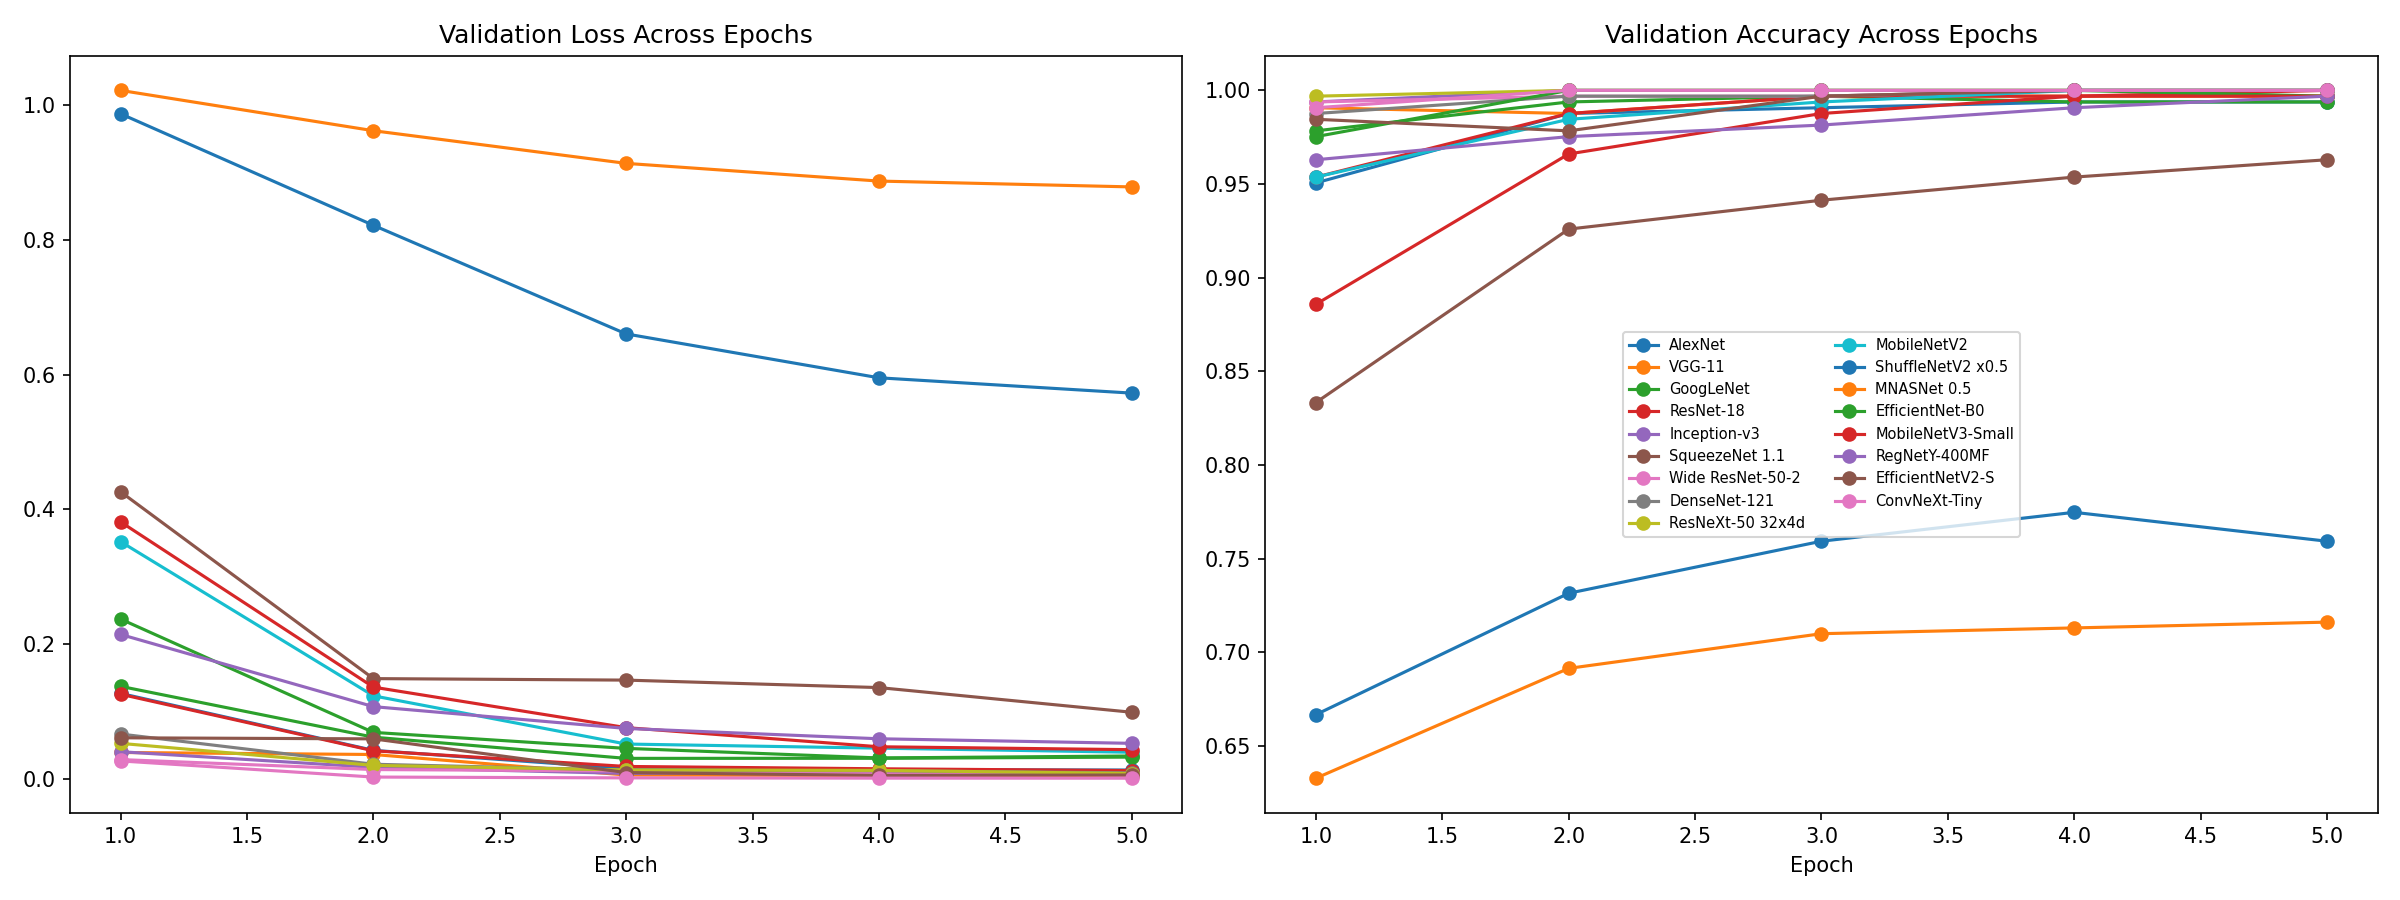 Validation Loss Across Epochs
1.0
0.8
0.6
0.4
0.2
0.0
1.0 1.5 2.0 2.5 3.0 3.5 4.0 4.5 5.0
Epoch
Validation Accuracy Across Epochs
1.00
0.95
0.90
0.85
0.80
0.75
0.70
0.65
AlexNet
VGG-11
GoogLeNet
ResNet-18
Inception-v3
SqueezeNet 1.1
Wide ResNet-50-2
DenseNet-121
ResNeXt-50 32x4d
MobileNetV2
ShuffleNetV2 x0.5
MNASNet 0.5
EfficientNet-B0
MobileNetV3-Small
RegNetY-400MF
EfficientNetV2-S
ConvNeXt-Tiny
1.0 1.5 2.0 2.5 3.0 3.5 4.0 4.5 5.0
Epoch